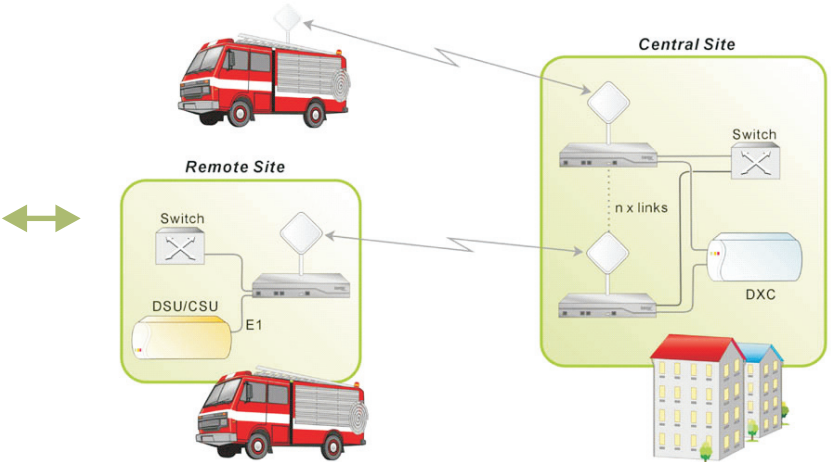 Central Site
Switch
Remote Site
n x links
Switch
DSU/CSU
DXC
E1